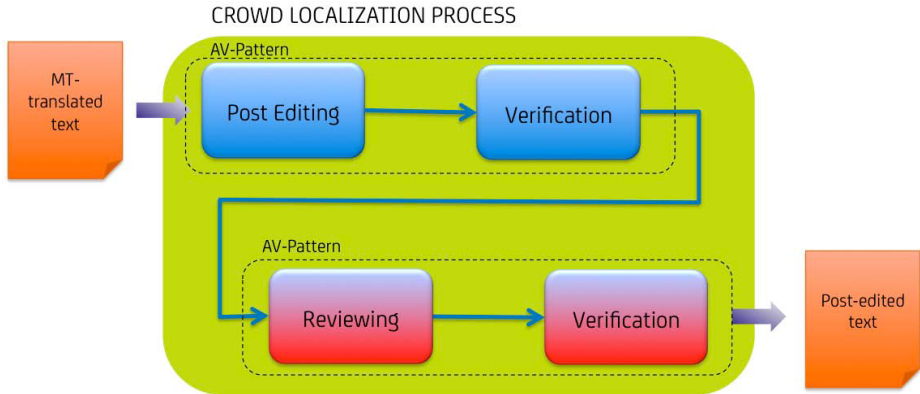 CROWD LOCALIZATION PROCESS
MT-
translated
text
AV-Pattern
Post Editing
Verification
AV-Pattern
Reviewing
Verification
Post-edited
text